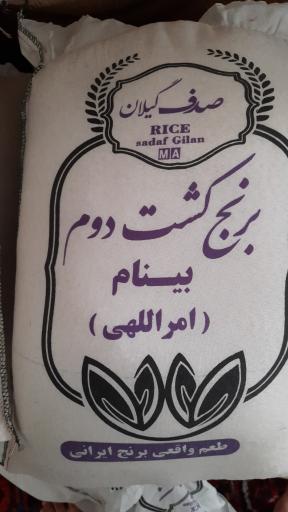 صدف گیلان
RICE
sadaf Gilan
MA
برنج کشت دوم
بینام
(امراللهی)
طعم واقعی برنج ایرانی